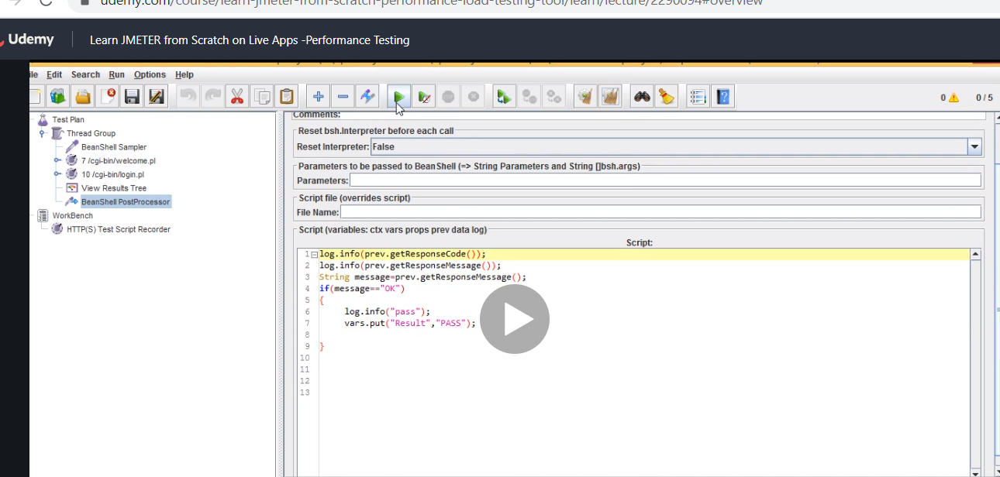 udemy.com/course/learn-jmeter-from-scratch-performance-load-testing-tool/learn/lecture/2290094#overview
Udemy
Learn JMETER from Scratch on Live Apps -Performance Testing
ile Edit Search Run Options Help
0 0 / 5
Test Plan
Thread Group
BeanShell Sampler
7 /cgi-bin/welcome.pl
10 /cgi-bin/login.pl
View Results Tree
BeanShell PostProcessor
WorkBench
HTTP(S) Test Script Recorder
Comments:
Reset bsh.Interpreter before each call
Reset Interpreter: False
Parameters to be passed to BeanShell (=> String Parameters and String []bsh.args)
Parameters:
Script file (overrides script)
File Name:
Script (variables: ctx vars props prev data log)
Script:
1 log.info(prev.getResponseCode());
2 log.info(prev.getResponseMessage());
3 String message=prev.getResponseMessage();
4 if(message=="OK")
5 {
6 log.info("pass");
7 vars.put("Result","PASS");
8
9 }
10
11
12
13